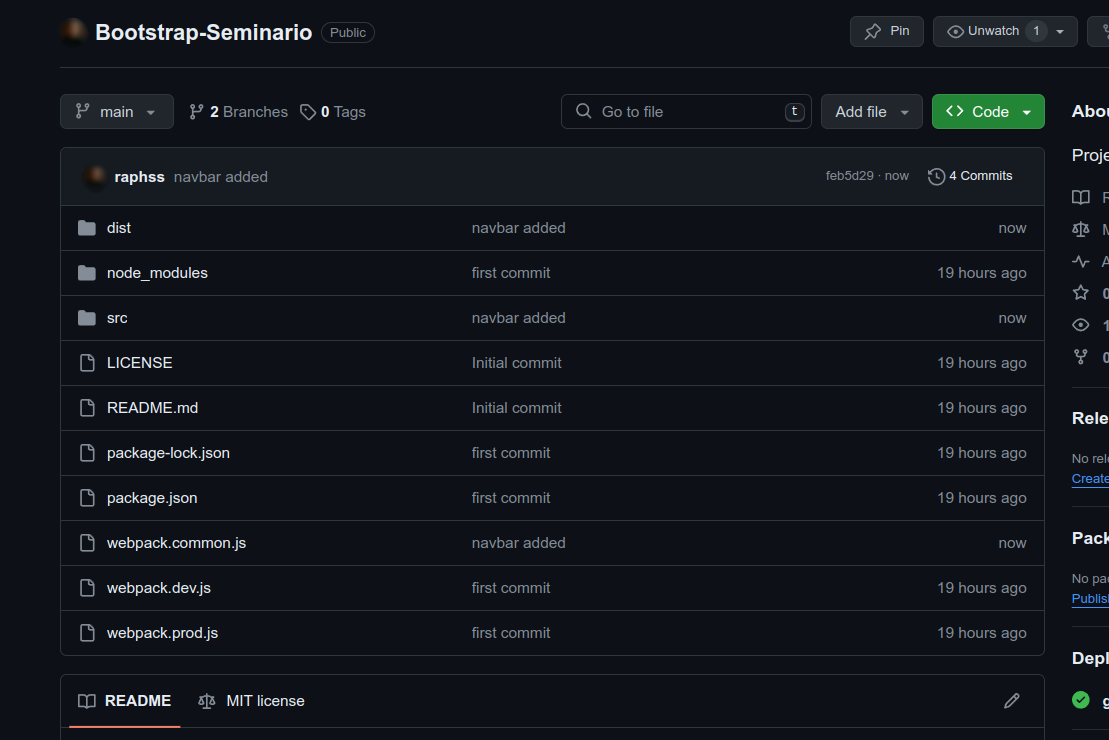 Bootstrap-Seminario Public Pin Unwatch 1
main 2 Branches 0 Tags Go to file t Add file Code
raphss navbar added feb5d29 · now 4 Commits
dist navbar added now
node_modules first commit 19 hours ago
src navbar added now
LICENSE Initial commit 19 hours ago
README.md Initial commit 19 hours ago
package-lock.json first commit 19 hours ago
package.json first commit 19 hours ago
webpack.common.js navbar added now
webpack.dev.js first commit 19 hours ago
webpack.prod.js first commit 19 hours ago
README MIT license
Abou
Proje
R
M
A
0
1
0
Rele
No rele
Create
Pack
No pac
Publish
Depl
g